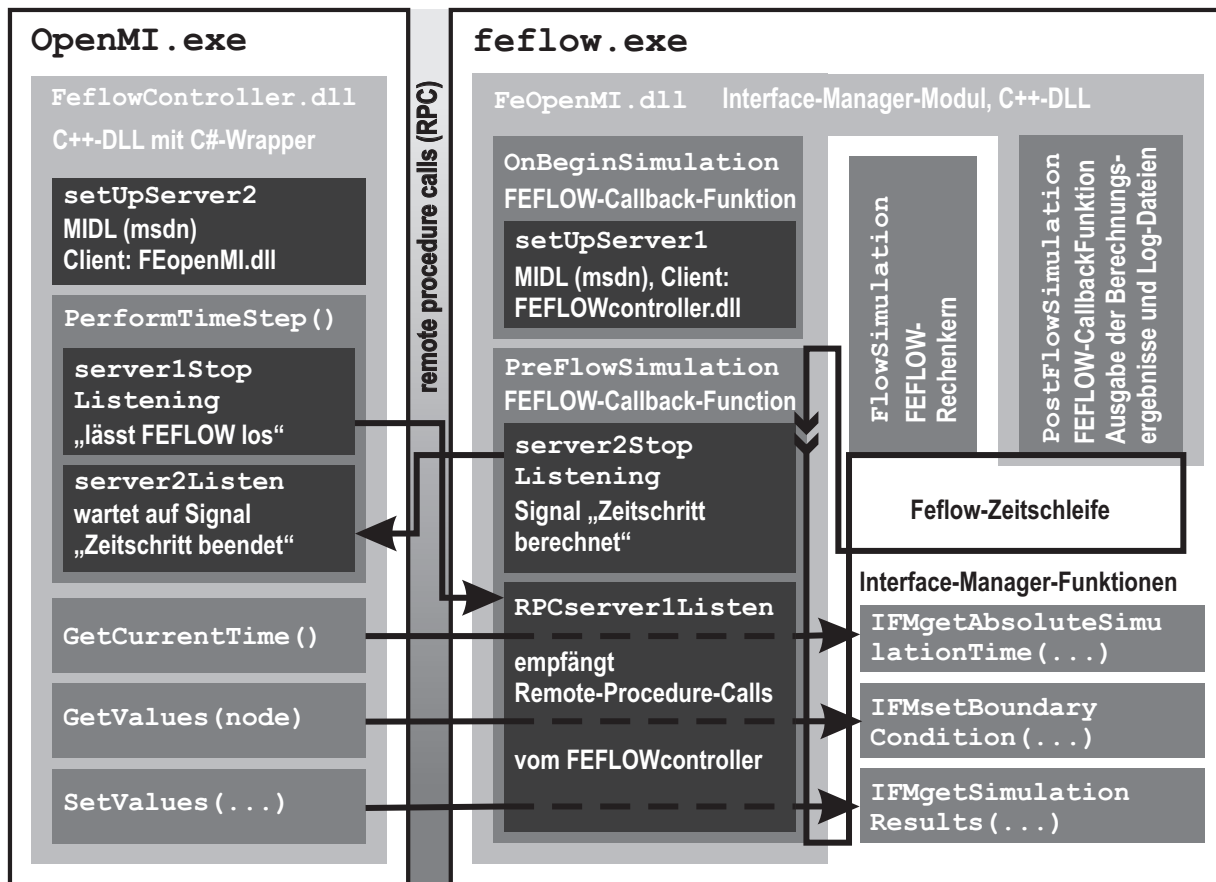 OpenMI.exe
FeflowController.dll
C++-DLL mit C#-Wrapper
setUpServer2
MIDL (msdn)
Client: FEopenMI.dll
PerformTimeStep()
server1Stop
Listening
„lässt FEFLOW los“
server2Listen
wartet auf Signal
„Zeitschritt beendet“
GetCurrentTime()
GetValues(node)
SetValues(...)
remote procedure calls (RPC)
feflow.exe
FeOpenMI.dll Interface-Manager-Modul, C++-DLL
OnBeginSimulation
FEFLOW-Callback-Funktion
setUpServer1
MIDL (msdn), Client:
FEFLOWcontroller.dll
PreFlowSimulation
FEFLOW-Callback-Function
server2Stop
Listening
Signal „Zeitschritt
berechnet“
RPCserver1Listen
empfängt
Remote-Procedure-Calls
vom FEFLOWcontroller
FlowSimulation
FEFLOW-
Rechenkern
PostFlowSimulation
FEFLOW-CallbackFunktion
Ausgabe der Berechnungs-
ergebnisse und Log-Dateien
Feflow-Zeitschleife
Interface-Manager-Funktionen
IFMgetAbsoluteSimu
lationTime(...)
IFMsetBoundary
Condition(...)
IFMgetSimulation
Results(...)